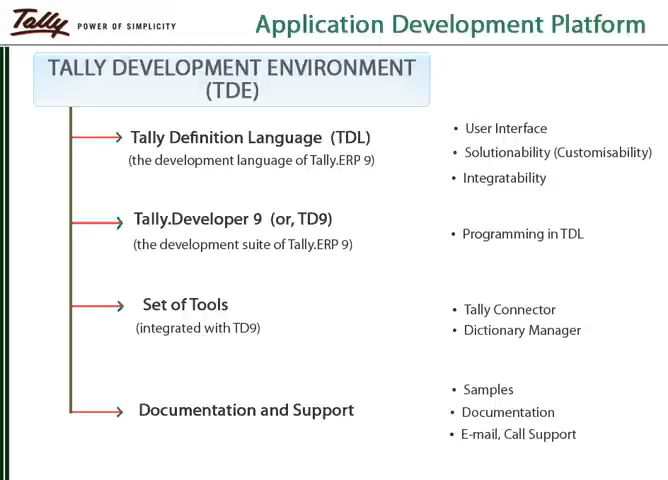 Tally POWER OF SIMPLICITY
Application Development Platform
TALLY DEVELOPMENT ENVIRONMENT
(TDE)
Tally Definition Language (TDL)
(the development language of Tally.ERP 9)
• User Interface
• Solutionability (Customisability)
• Integratability
Tally.Developer 9 (or, TD9)
(the development suite of Tally.ERP 9)
• Programming in TDL
Set of Tools
(integrated with TD9)
• Tally Connector
• Dictionary Manager
Documentation and Support
• Samples
• Documentation
• E-mail, Call Support